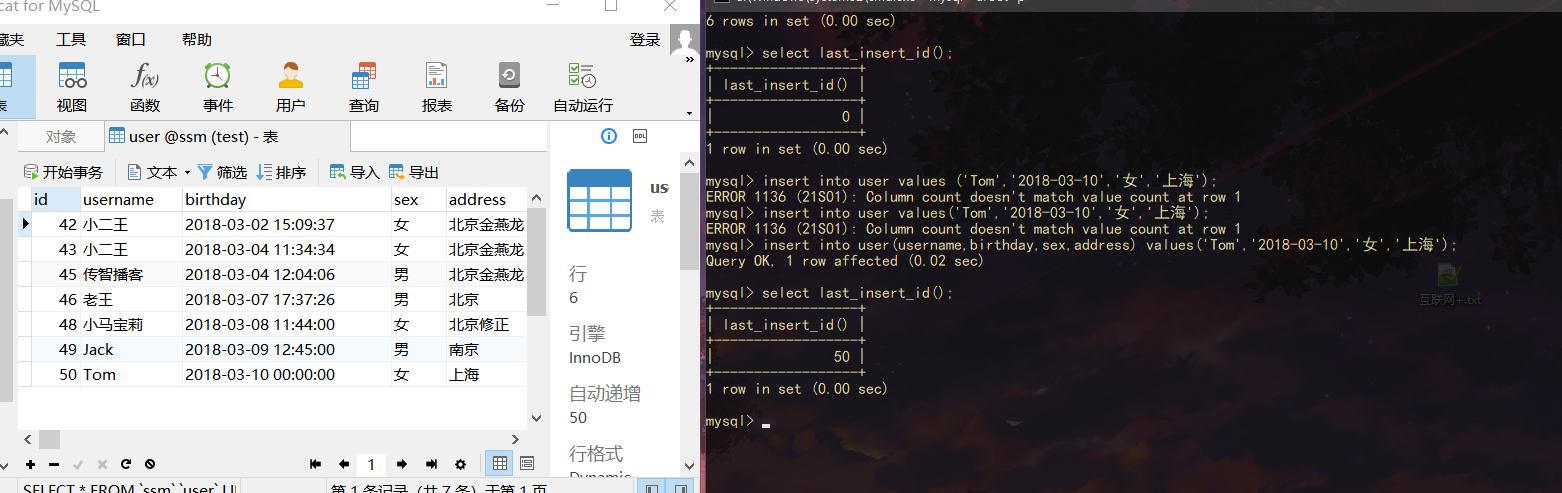 cat for MySQL
藏夹 工具 窗口 帮助 登录
表 视图 函数 事件 用户 查询 报表 备份 自动运行
对象 user @ssm (test) - 表
开始事务 文本 筛选 排序 导入 导出
id username birthday sex address
42 小二王 2018-03-02 15:09:37 女 北京金燕龙
43 小二王 2018-03-04 11:34:34 女 北京金燕龙
45 传智播客 2018-03-04 12:04:06 男 北京金燕龙
46 老王 2018-03-07 17:37:26 男 北京
48 小马宝莉 2018-03-08 11:44:00 女 北京修正
49 Jack 2018-03-09 12:45:00 男 南京
50 Tom 2018-03-10 00:00:00 女 上海
1
DDL
us
表
行
6
引擎
InnoDB
自动递增
50
行格式
Dynamic
SELECT * FROM `ssm`.`user` LI
第 1 条记录（共 7 条）于第 1 页
6 rows in set (0.00 sec)
mysql> select last_insert_id();
+------------------+
| last_insert_id() |
+------------------+
| 0 |
+------------------+
1 row in set (0.00 sec)
mysql> insert into user values ('Tom','2018-03-10','女','上海');
ERROR 1136 (21S01): Column count doesn't match value count at row 1
mysql> insert into user values('Tom','2018-03-10','女','上海');
ERROR 1136 (21S01): Column count doesn't match value count at row 1
mysql> insert into user(username,birthday,sex,address) values('Tom','2018-03-10','女','上海');
Query OK, 1 row affected (0.02 sec)
mysql> select last_insert_id();
+------------------+
| last_insert_id() |
+------------------+
| 50 |
+------------------+
1 row in set (0.00 sec)
mysql>
互联网+.txt